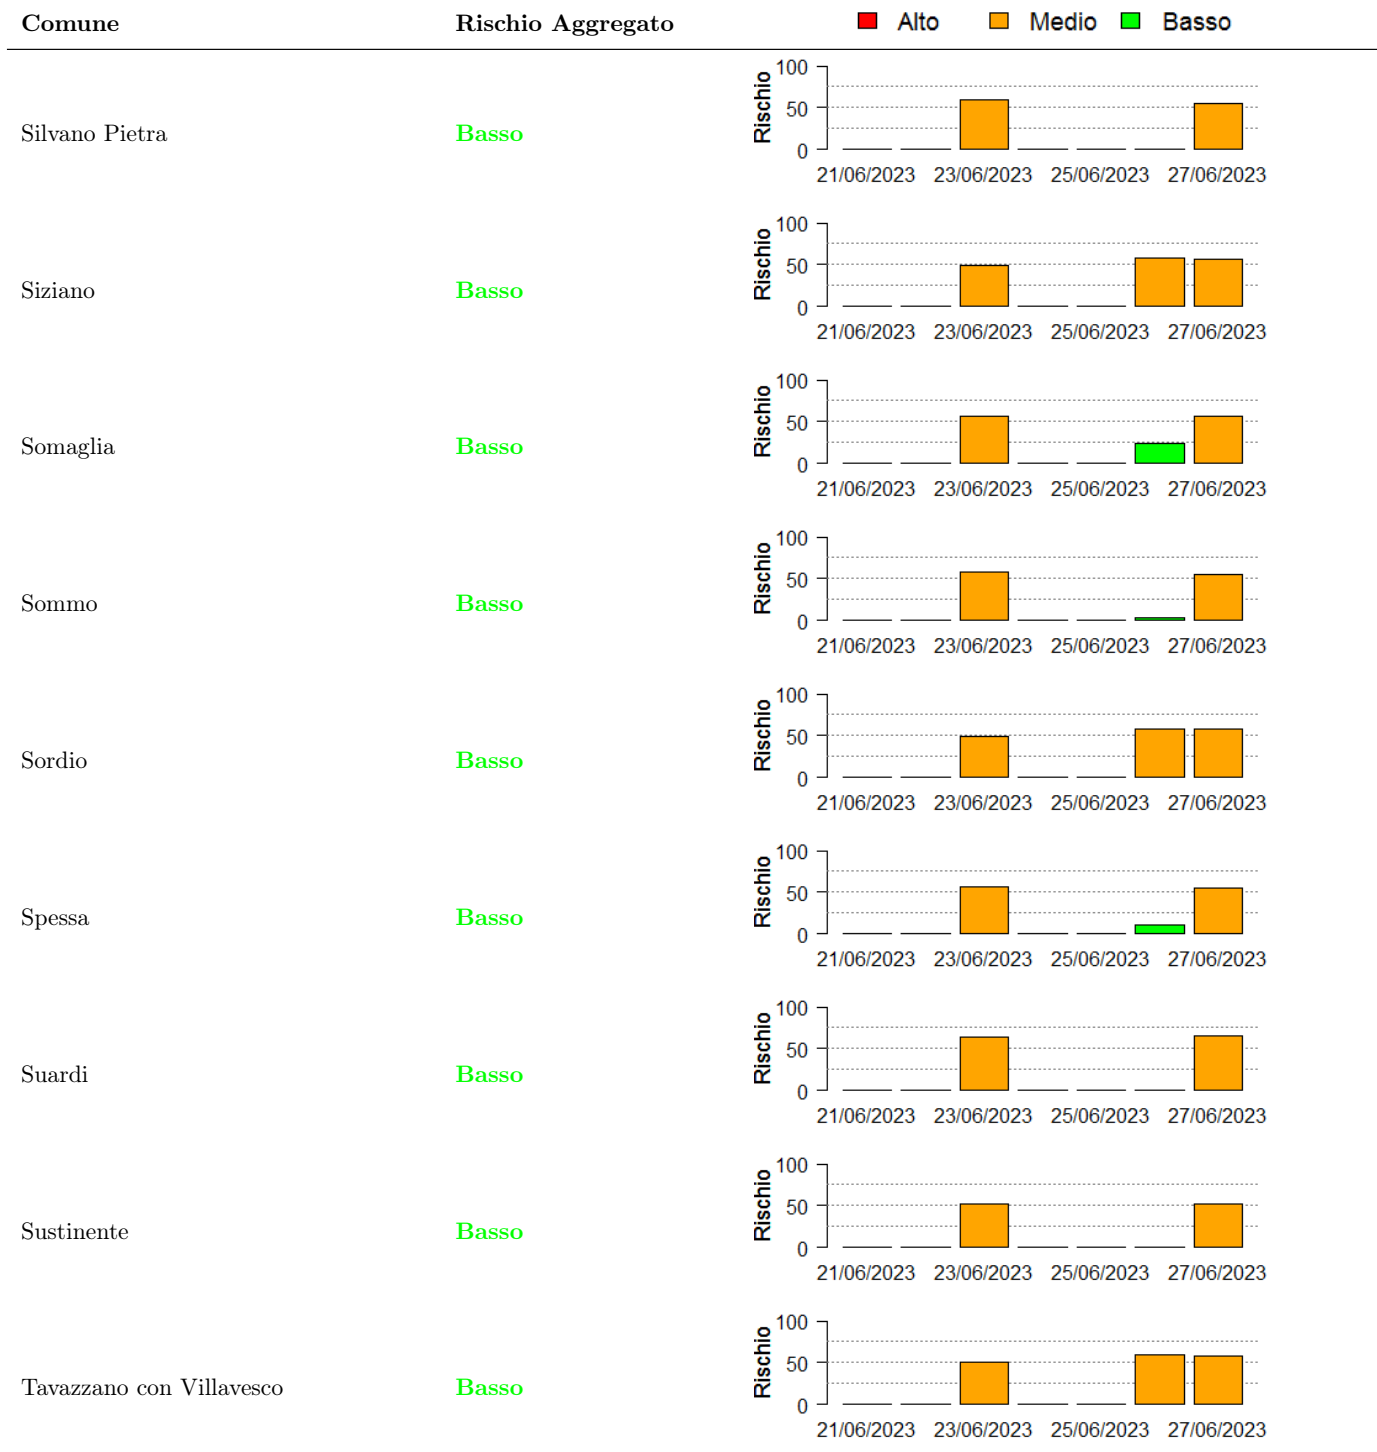 Comune Rischio Aggregato Alto Medio Basso
100
50
0
Rischio
Silvano Pietra Basso
21/06/2023 23/06/2023 25/06/2023 27/06/2023
100
50
0
Rischio
Siziano Basso
21/06/2023 23/06/2023 25/06/2023 27/06/2023
100
50
0
Rischio
Somaglia Basso
21/06/2023 23/06/2023 25/06/2023 27/06/2023
100
50
0
Rischio
Sommo Basso
21/06/2023 23/06/2023 25/06/2023 27/06/2023
100
50
0
Rischio
Sordio Basso
21/06/2023 23/06/2023 25/06/2023 27/06/2023
100
50
0
Rischio
Spessa Basso
21/06/2023 23/06/2023 25/06/2023 27/06/2023
100
50
0
Rischio
Suardi Basso
21/06/2023 23/06/2023 25/06/2023 27/06/2023
100
50
0
Rischio
Sustinente Basso
21/06/2023 23/06/2023 25/06/2023 27/06/2023
100
50
0
Rischio
Tavazzano con Villavesco Basso
21/06/2023 23/06/2023 25/06/2023 27/06/2023